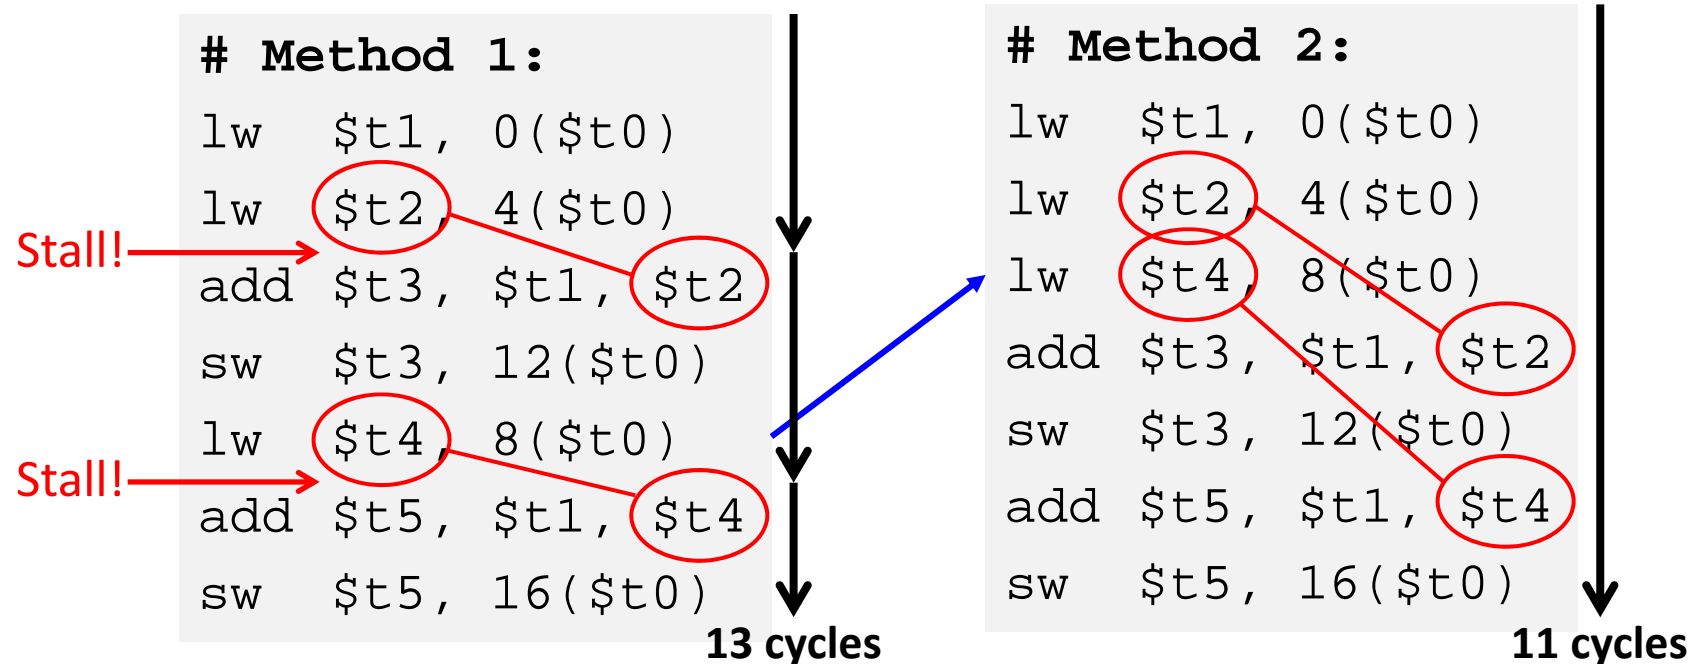 # Method 1:
lw $t1, 0($t0)
lw $t2, 4($t0)
Stall!
add $t3, $t1, $t2
sw $t3, 12($t0)
lw $t4, 8($t0)
Stall!
add $t5, $t1, $t4
sw $t5, 16($t0)
13 cycles
# Method 2:
lw $t1, 0($t0)
lw $t2, 4($t0)
lw $t4, 8($t0)
add $t3, $t1, $t2
sw $t3, 12($t0)
add $t5, $t1, $t4
sw $t5, 16($t0)
11 cycles